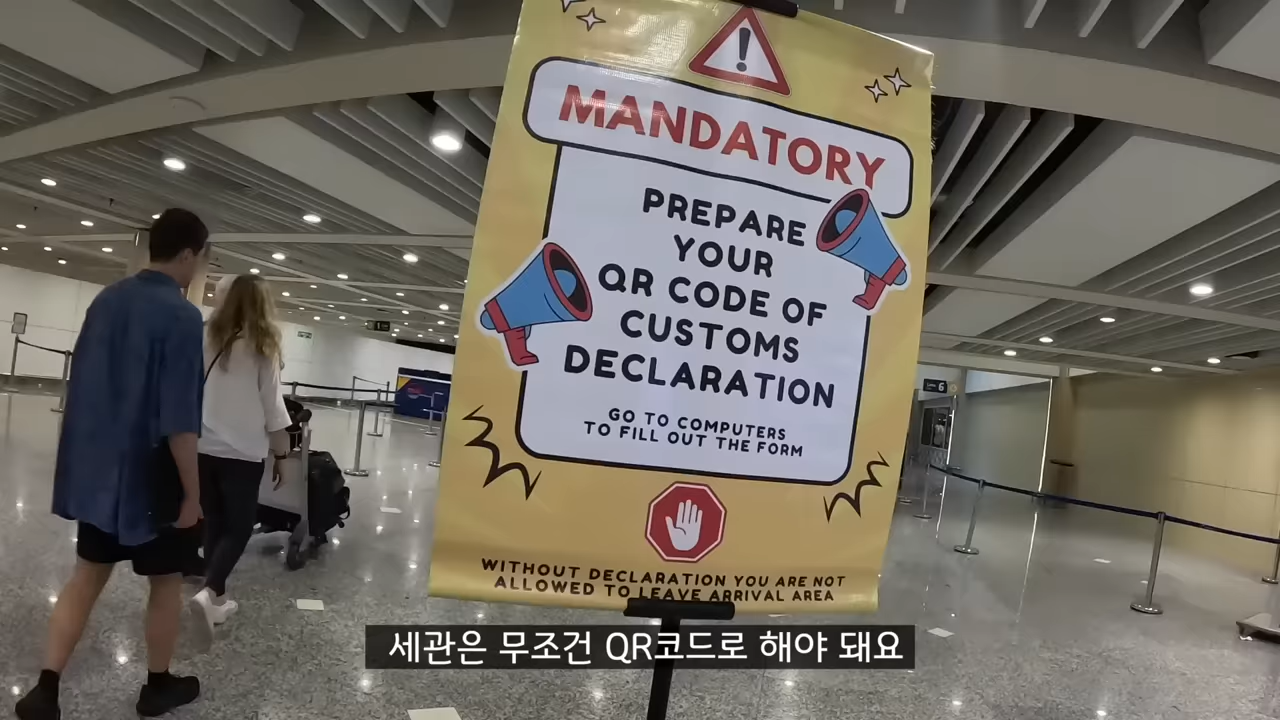 MANDATORY
PREPARE
YOUR
QR CODE OF
CUSTOMS
DECLARATION
GO TO COMPUTERS
TO FILL OUT THE FORM
WITHOUT DECLARATION YOU ARE NOT
ALLOWED TO LEAVE ARRIVAL AREA
6
세관은 무조건 QR코드로 해야 돼요